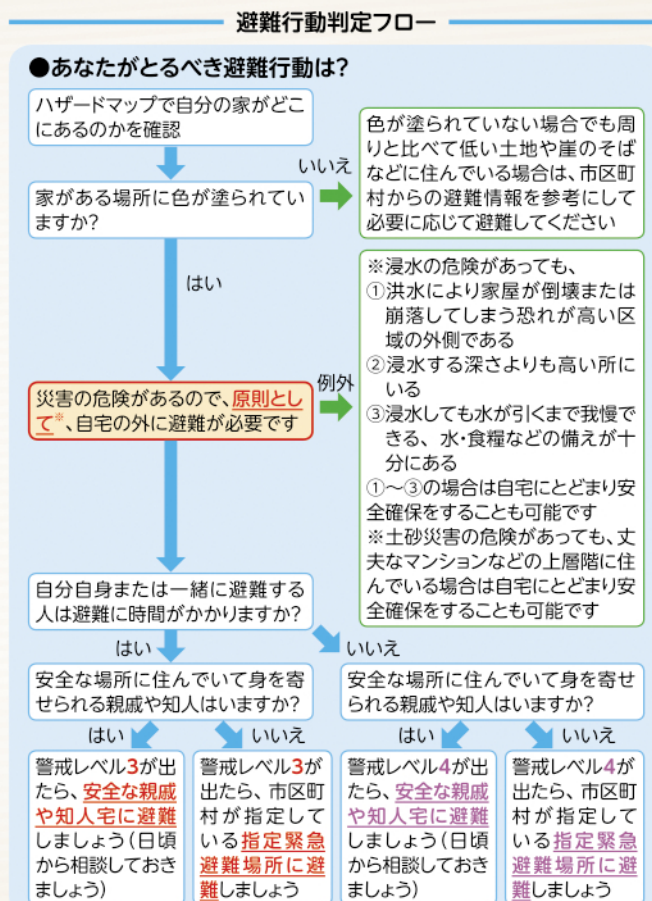 避難行動判定フロー
●あなたがとるべき避難行動は?
ハザードマップで自分の家がどこ
にあるのかを確認
いいえ
色が塗られていない場合でも周
りと比べて低い土地や崖のそば
などに住んでいる場合は、市区町
村からの避難情報を参考にして
必要に応じて避難してください
家がある場所に色が塗られてい
ますか?
はい
災害の危険があるので、原則とし
て※、自宅の外に避難が必要です
例外
※浸水の危険があっても、
①洪水により家屋が倒壊または
崩落してしまう恐れが高い区
域の外側である
②浸水する深さよりも高い所に
いる
③浸水しても水が引くまで我慢で
きる、水・食糧などの備えが十
分にある
①〜③の場合は自宅にとどまり安
全確保をすることも可能です
※土砂災害の危険があっても、丈
夫なマンションなどの上層階に住
んでいる場合は自宅にとどまり安
全確保をすることも可能です
自分自身または一緒に避難する
人は避難に時間がかかりますか?
はい
いいえ
安全な場所に住んでいて身を寄
せられる親戚や知人はいますか?
安全な場所に住んでいて身を寄せ
られる親戚や知人はいますか?
はい
いいえ
はい
いいえ
警戒レベル3が出
たら、安全な親戚
や知人宅に避難
しましょう(日頃
から相談しておき
ましょう)
警戒レベル3が
出たら、市区町
村が指定して
いる指定緊急
避難場所に避
難しましょう
警戒レベル4が出
たら、安全な親戚
や知人宅に避難
しましょう(日頃
から相談しておき
ましょう)
警戒レベル4が
出たら、市区町
村が指定して
いる指定緊急
避難場所に避
難しましょう